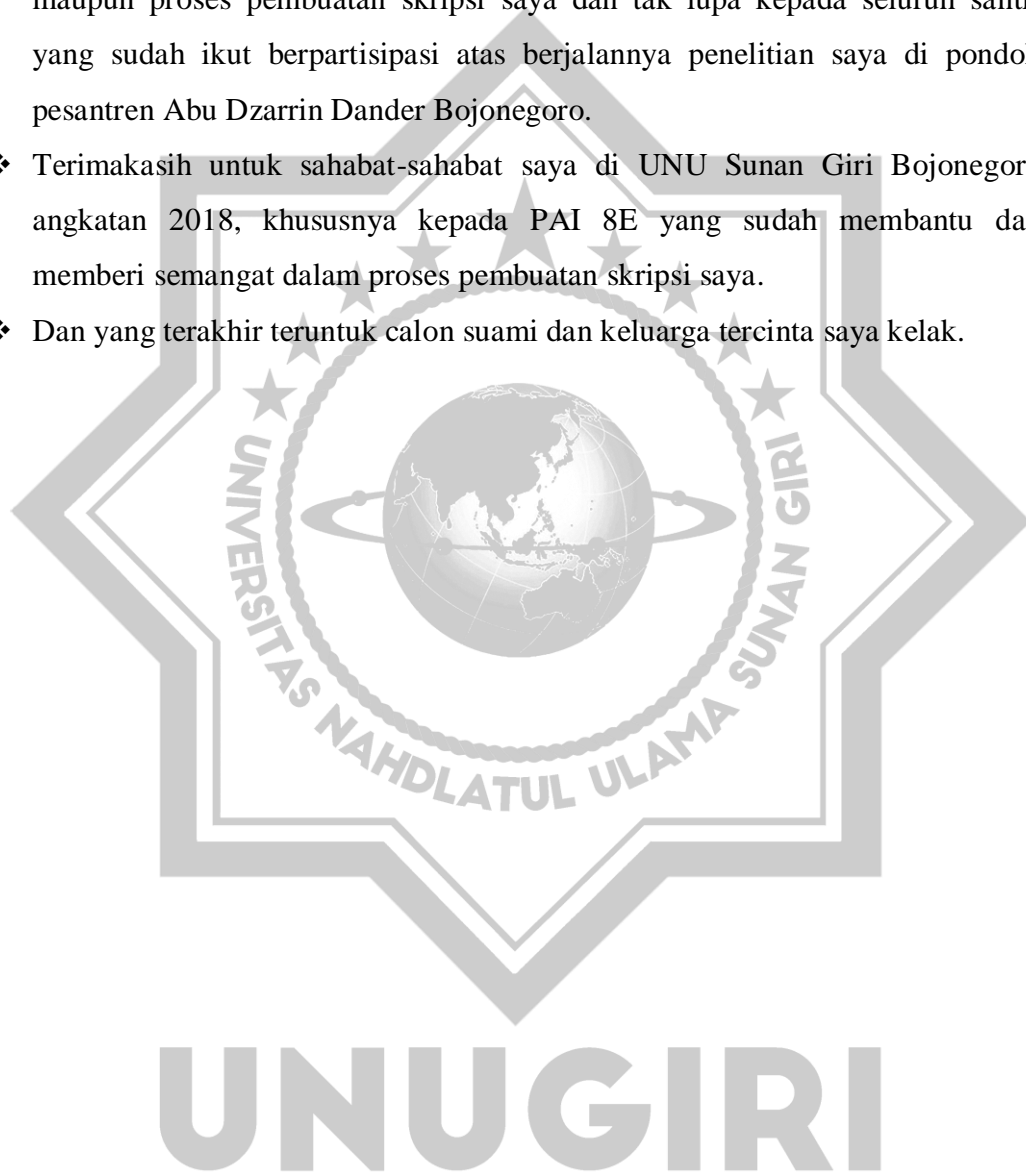 maupun proses pembuatan skripsi saya dan tak lupa kepada seluruh
yang sudah ikut berpartisipasi atas berjalannya penelitian saya di
pesantren Abu Dzarrin Dander Bojonegoro.
❖ Terimakasih untuk sahabat-sahabat saya di UNU Sunan Giri
angkatan 2018, khususnya kepada PAI 8E yang sudah membantu
memberi semangat dalam proses pembuatan skripsi saya.
❖ Dan yang terakhir teruntuk calon suami dan keluarga tercinta saya kelak.
UNIVERSITAS NAHDLATUL ULAMA SUNAN GIRI
UNUGIRI